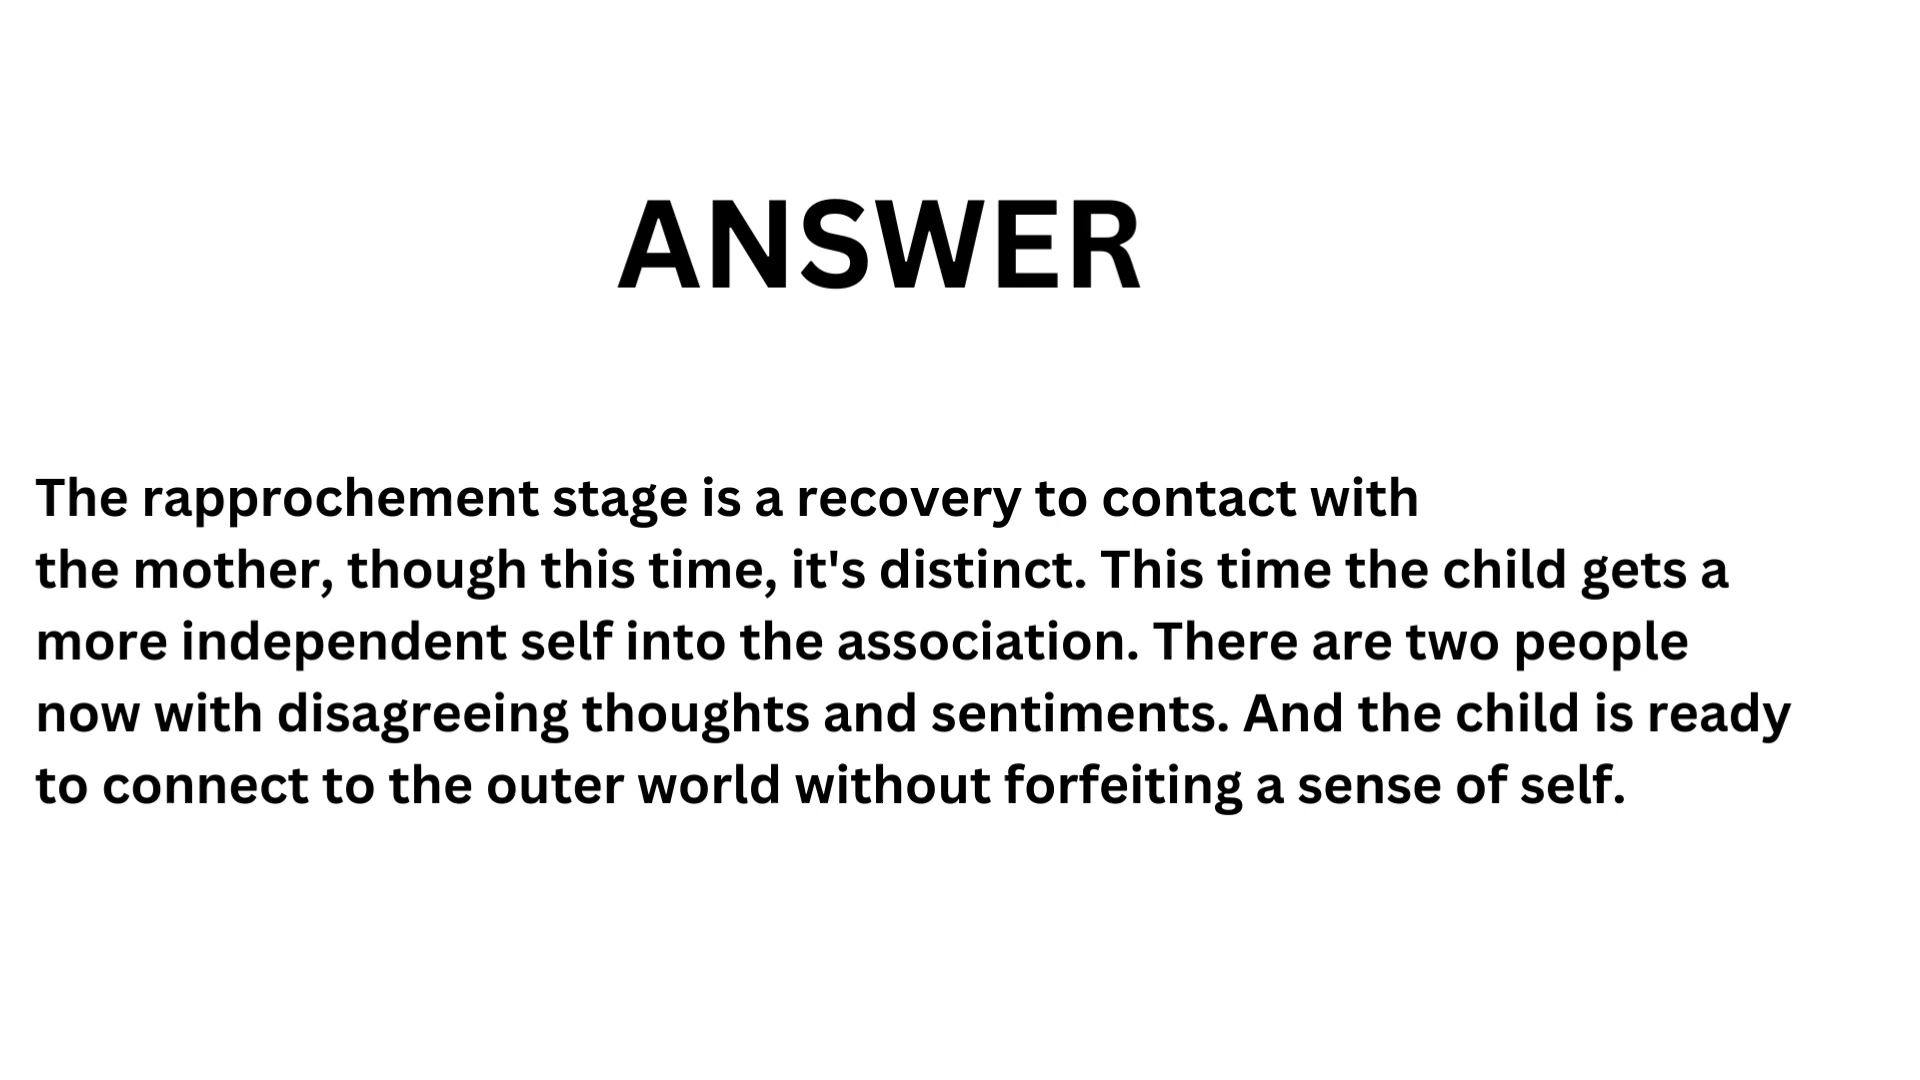 ANSWER
The rapprochement stage is a recovery to contact with
the mother, though this time, it's distinct. This time the child gets a
more independent self into the association. There are two people
now with disagreeing thoughts and sentiments. And the child is ready
to connect to the outer world without forfeiting a sense of self.